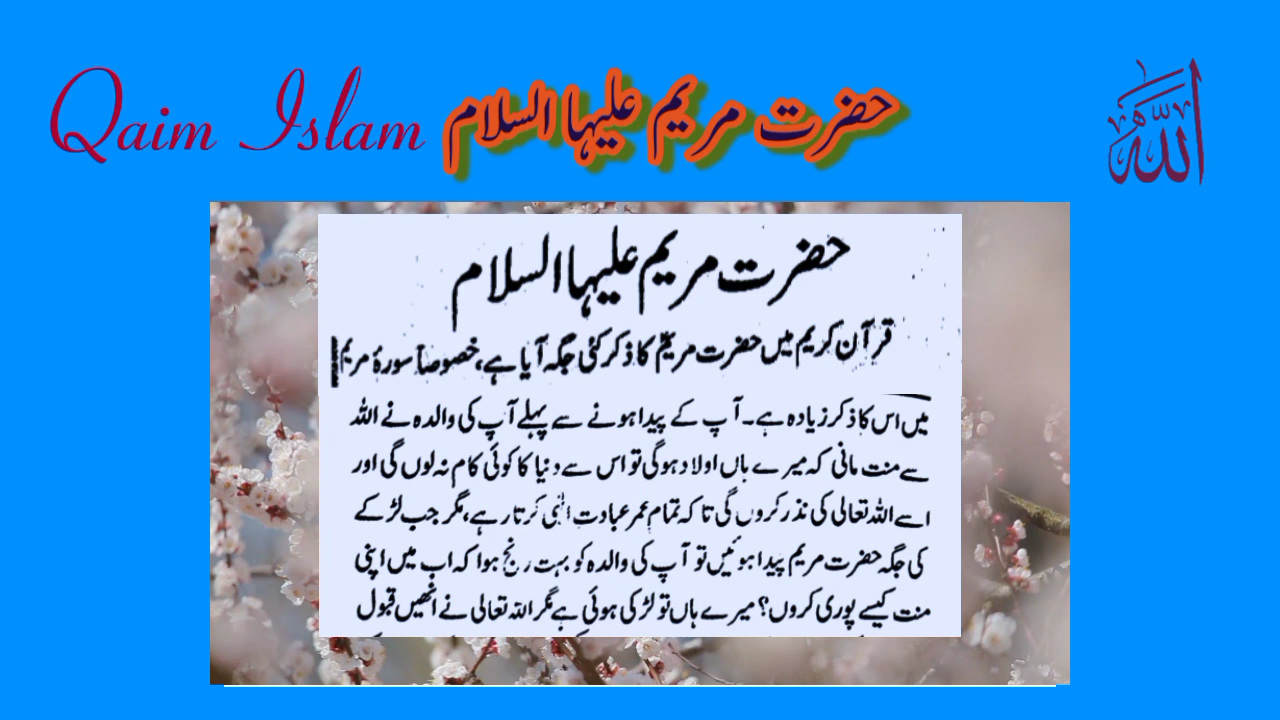 Qaim Islam حضرت مریم علیہا السلام
الله
حضرت مریم علیہا السلام
قرآن کریم میں حضرت مریمؑ کا ذکر کئی جگہ آیا ہے، خصوصاً سورۂ مریم
میں اس کا ذکر زیادہ ہے۔ آپ کے پیدا ہونے سے پہلے آپ کی والدہ نے اللہ
سے منت مانی کہ میرے ہاں اولاد ہوگی تو اس سے دنیا کا کوئی کام نہ لوں گی اور
اسے اللہ تعالی کی نذر کروں گی تاکہ تمام عمر عبادت الٰہی کرتا رہے، مگر جب لڑکے
کی جگہ حضرت مریم پیدا ہوئیں تو آپ کی والدہ کو بہت رنج ہوا کہ اب میں اپنی
منت کیسے پوری کروں؟ میرے ہاں تو لڑکی ہوئی ہے مگر اللہ تعالی نے انھیں قبول